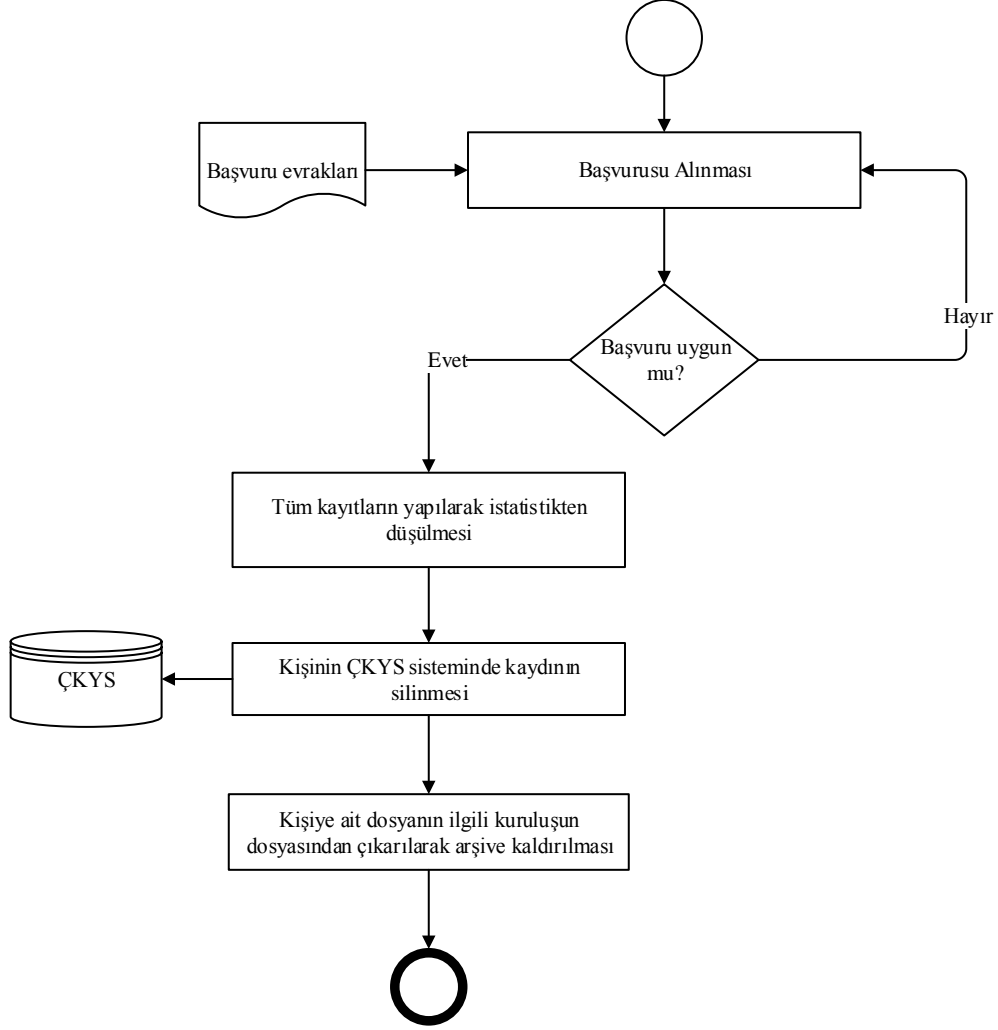 Başvuru evrakları
Başvurusu Alınması
Hayır
Başvuru uygun
mu?
Evet
Tüm kayıtların yapılarak istatistikten
düşülmesi
Kişinin ÇKYS sisteminde kaydının
silinmesi
ÇKYS
Kişiye ait dosyanın ilgili kuruluşun
dosyasından çıkarılarak arşive kaldırılması